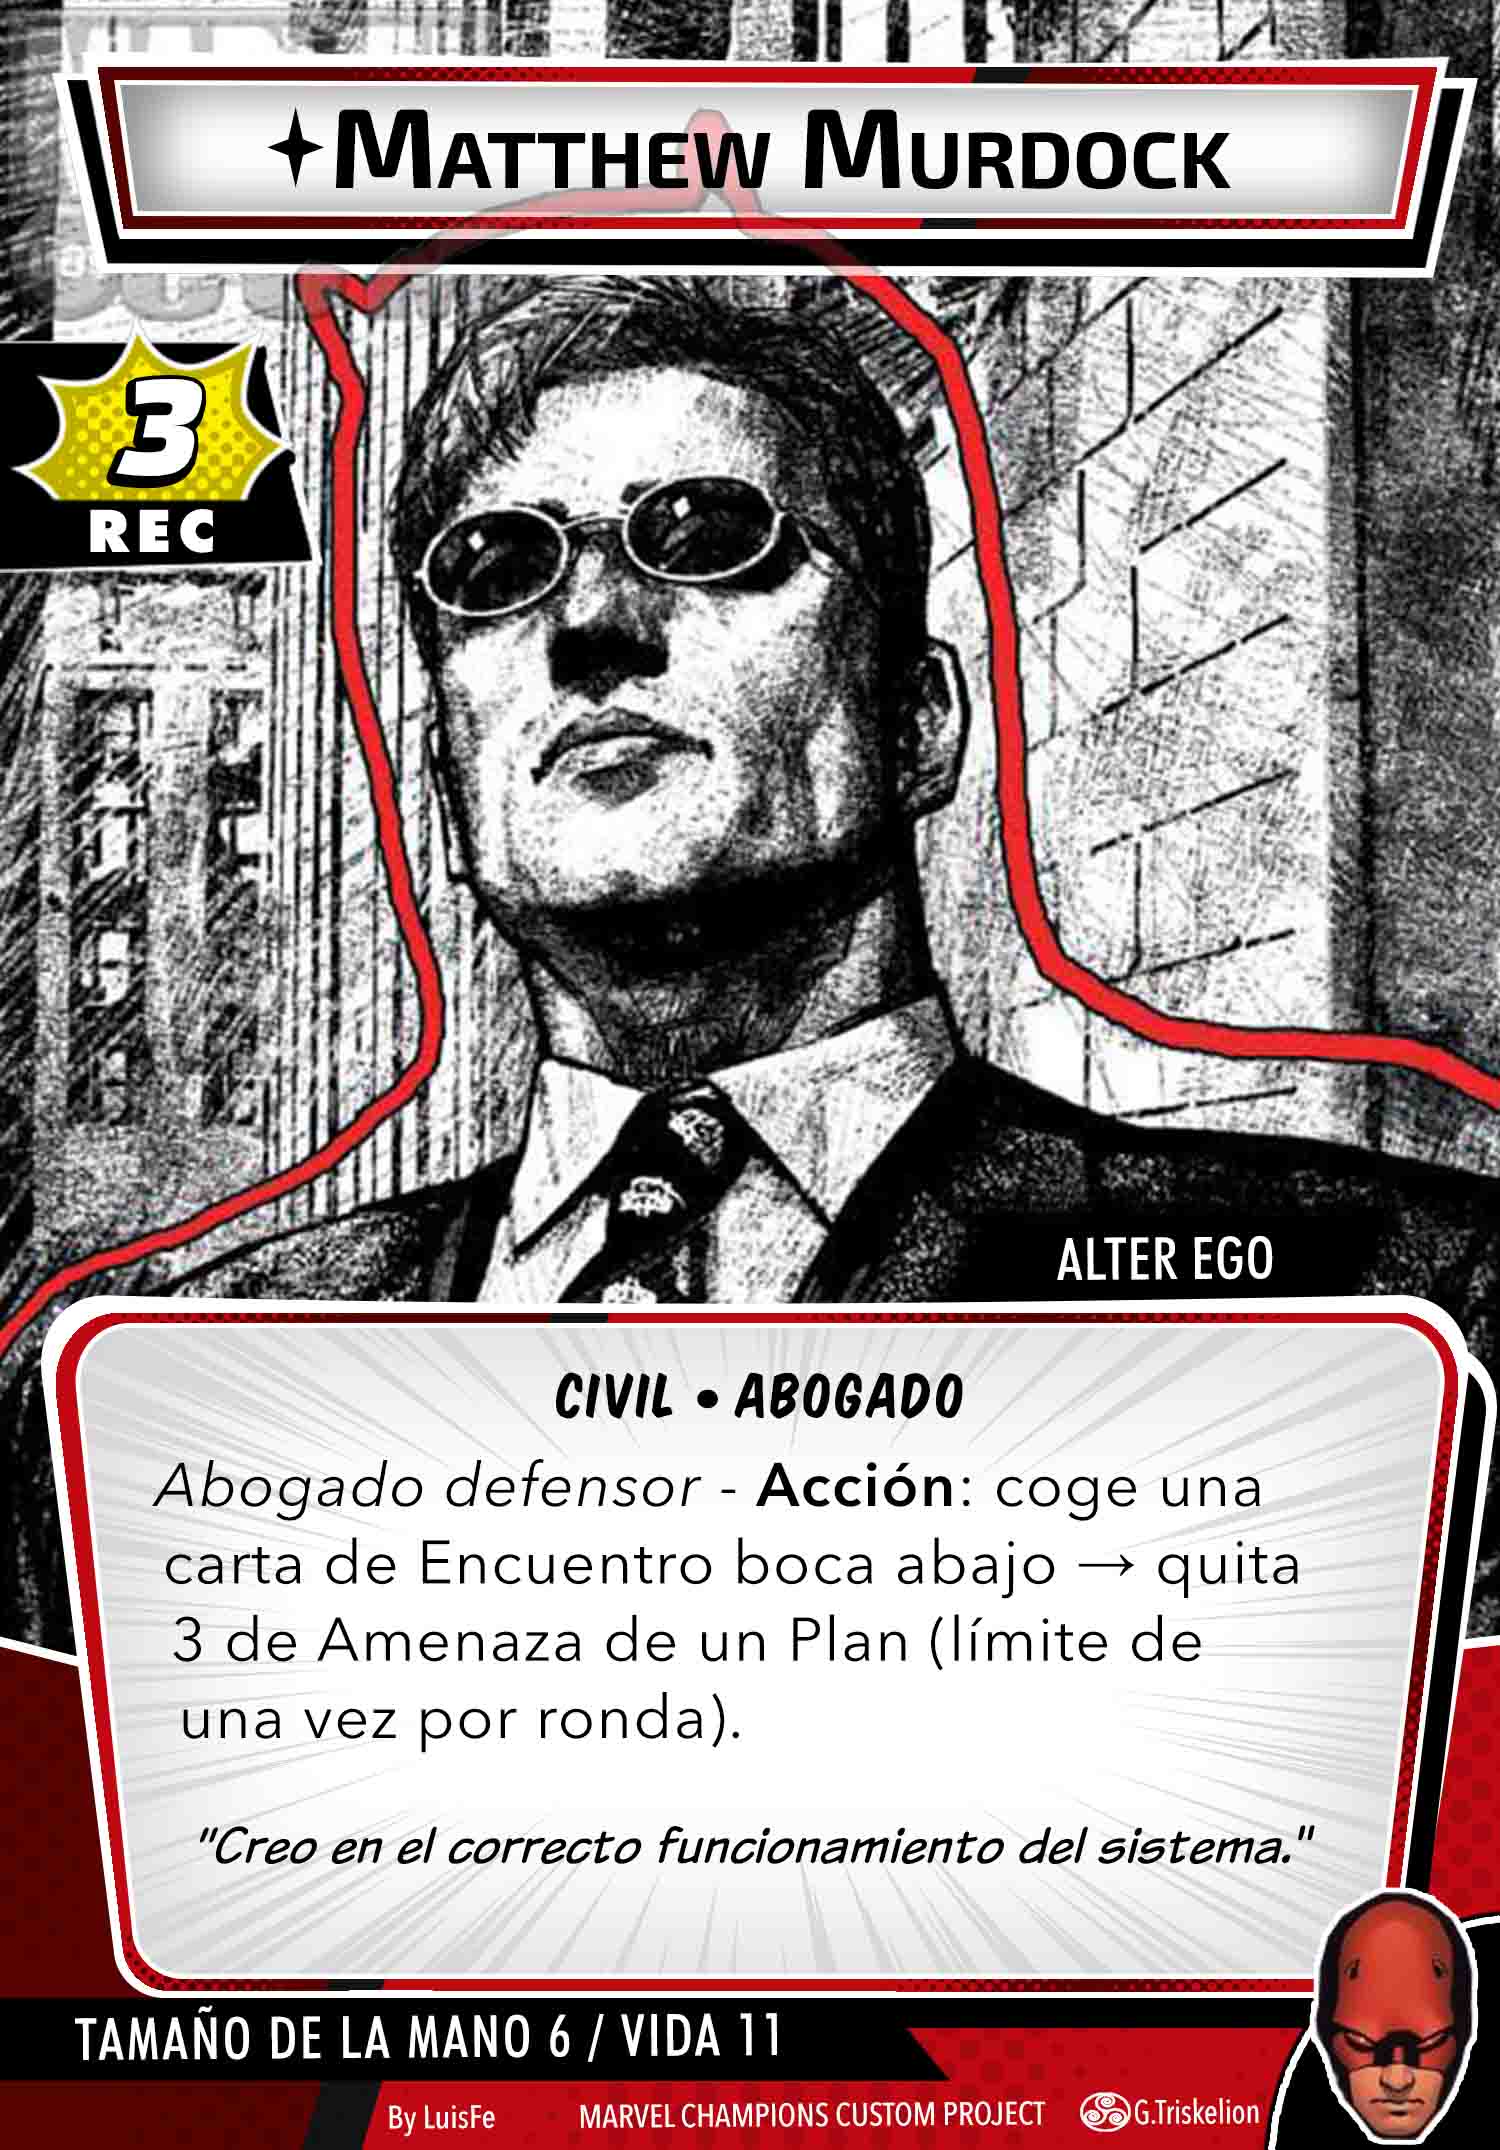 MATTHEW MURDOCK
3
REC
ALTER EGO
CIVIL • ABOGADO
Abogado defensor - Acción: coge una
carta de Encuentro boca abajo → quita
3 de Amenaza de un Plan (límite de
una vez por ronda).
"Creo en el correcto funcionamiento del sistema."
TAMAÑO DE LA MANO 6 / VIDA 11
By LuisFe MARVEL CHAMPIONS CUSTOM PROJECT G.Triskelion